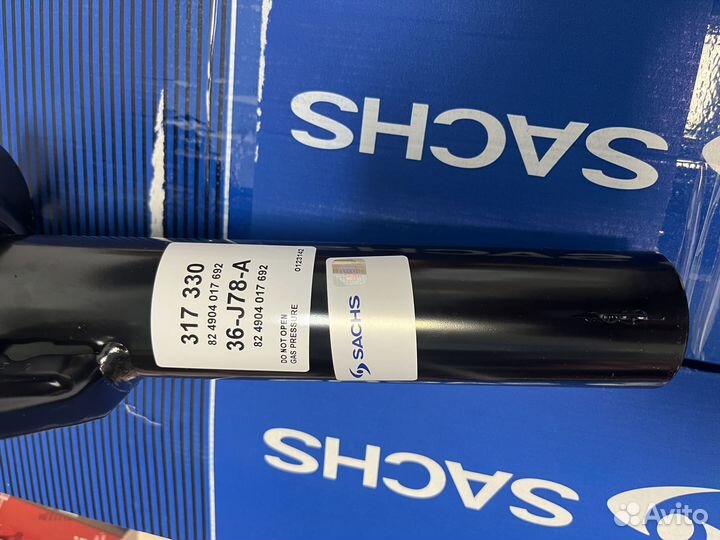 SACHS
317 330
82 4904 017 692
36-J78-A
82 4904 017 692
DO NOT OPEN
GAS PRESSURE
0123142
SACHS
SACHS
Avito